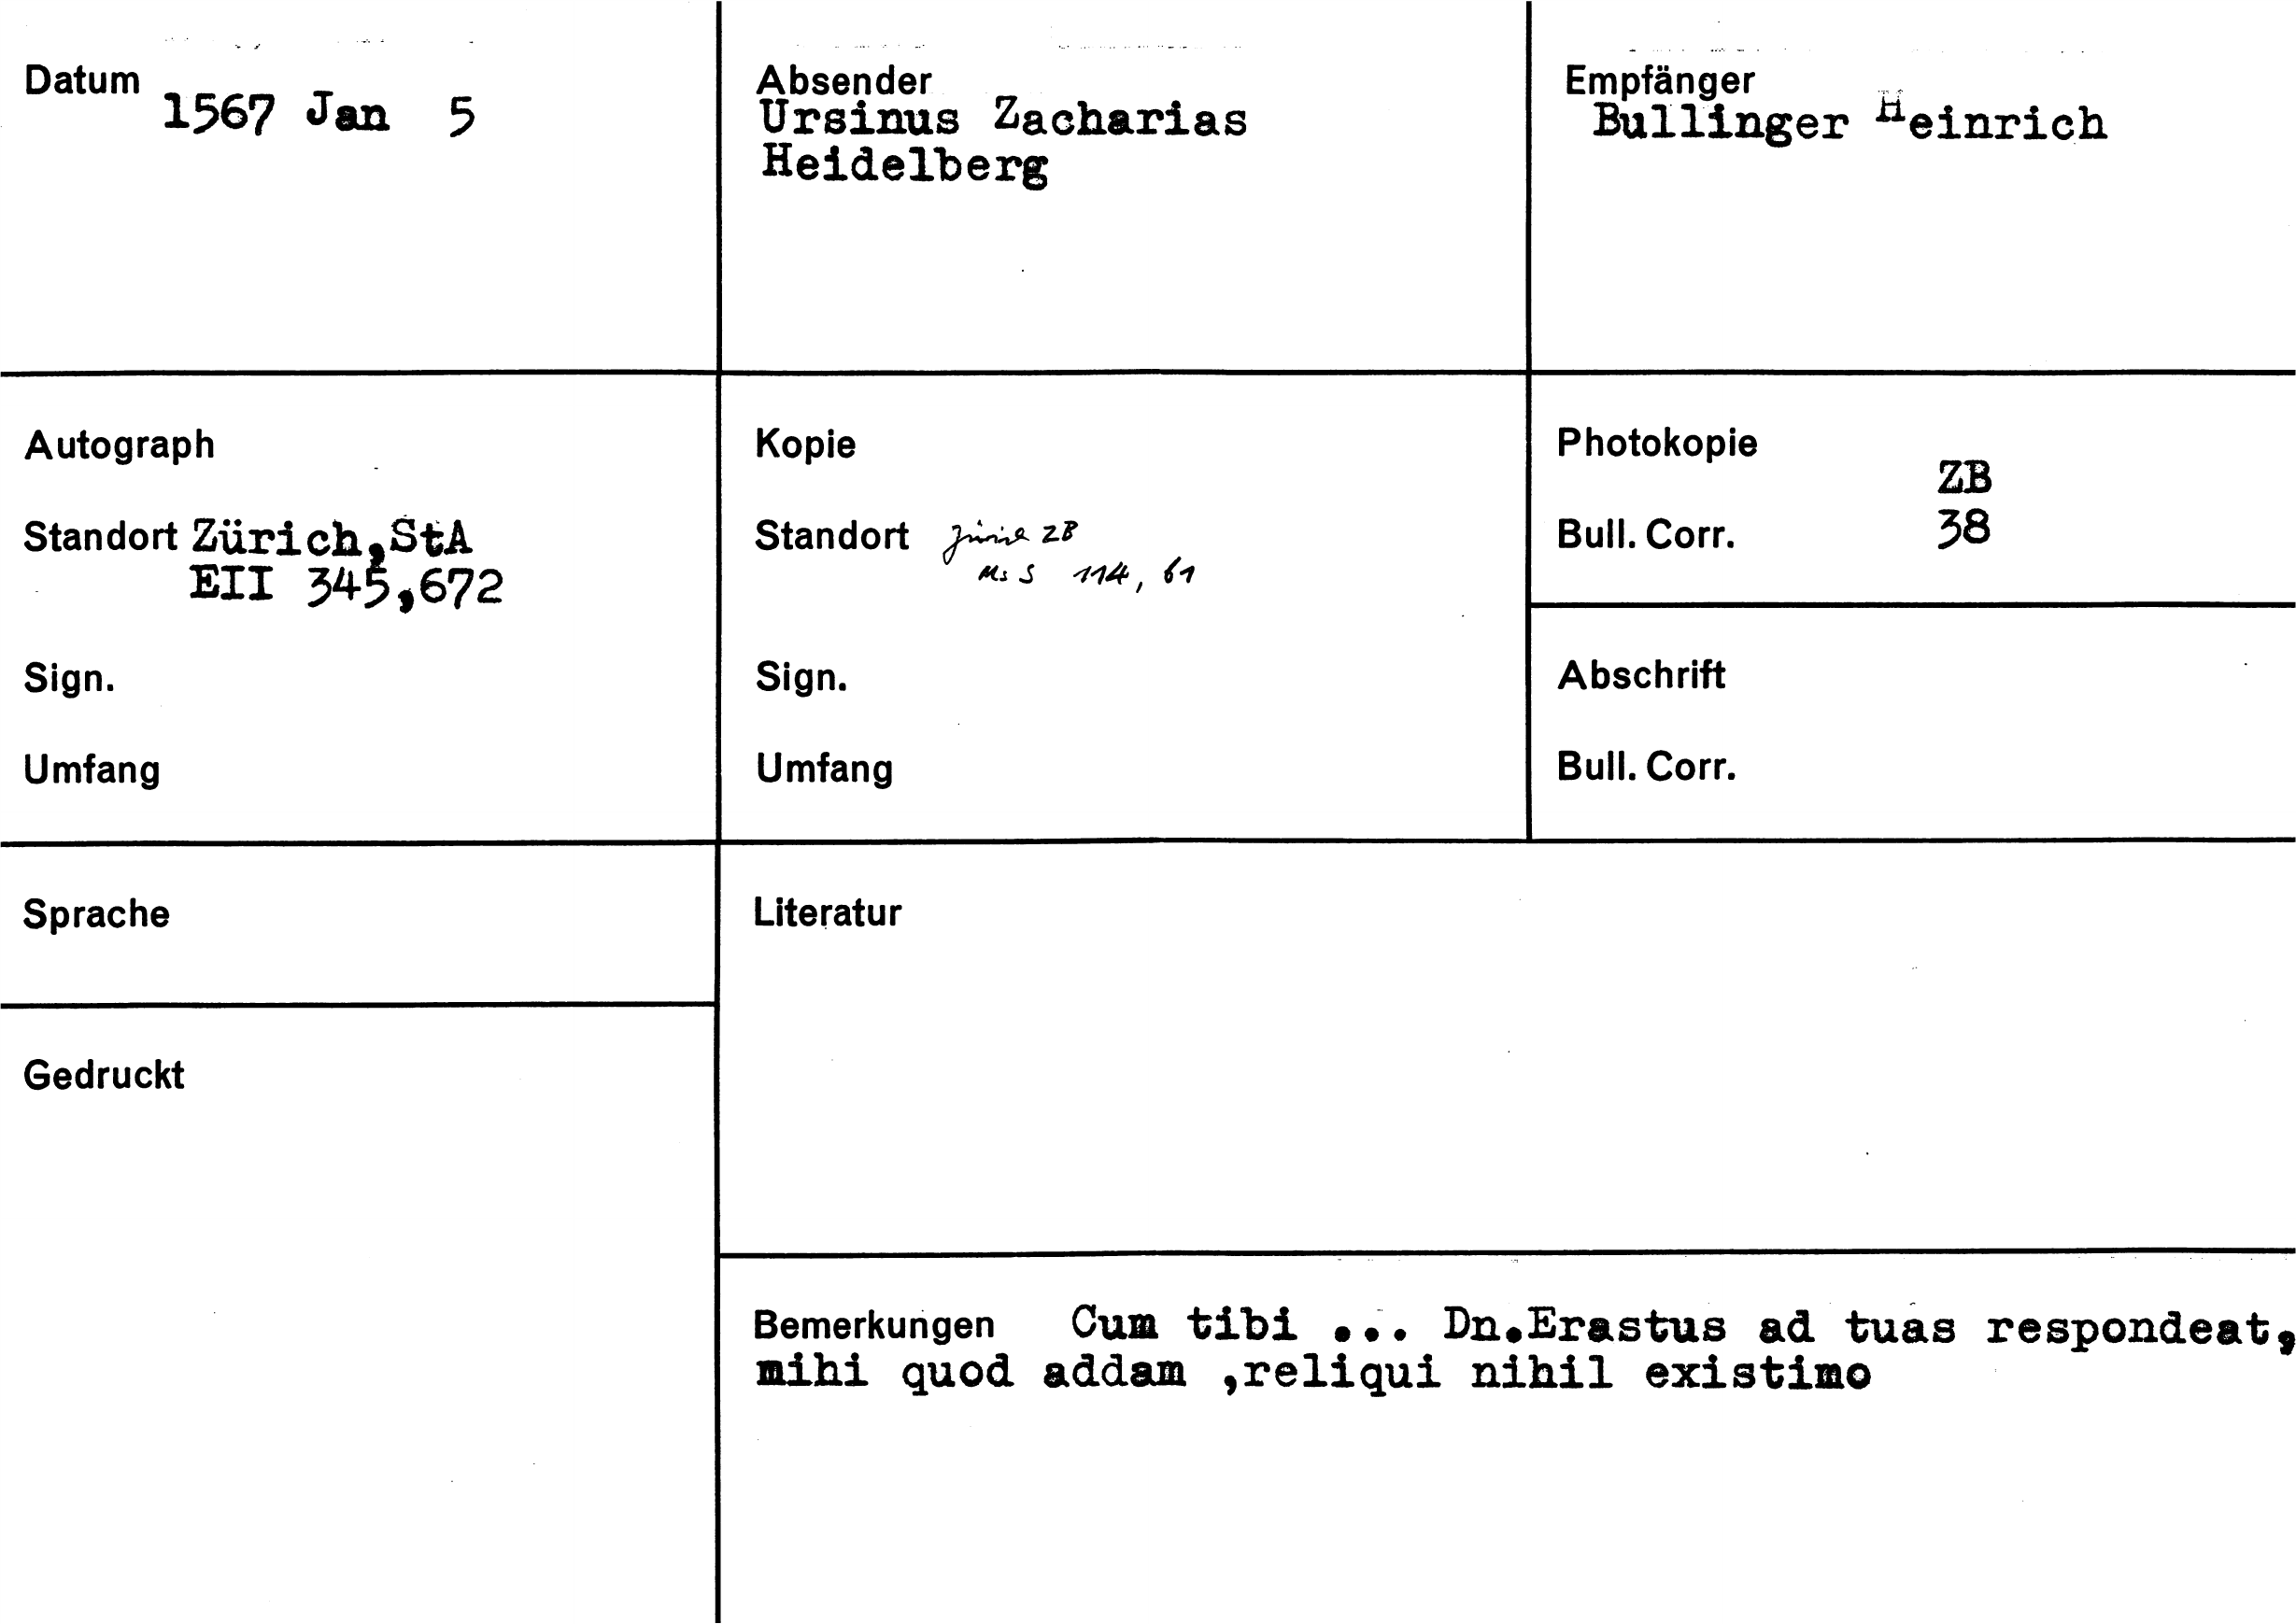 Datum 1567 Jan 5
Absender
Ursinus Zacharias
Heidelberg
Empfänger
Bullinger Heinrich
Autograph
Standort Zürich,StA
EII 345,672
Sign.
Umfang
Kopie
Standort Zürich ZB
Ms S 114, 61
Sign.
Umfang
Photokopie
ZB
Bull. Corr. 38
Abschrift
Bull. Corr.
Sprache
Literatur
Gedruckt
Bemerkungen Cum tibi ... Dn.Erastus ad tuas respondeat,
mihi quod addam ,reliqui nihil existimo